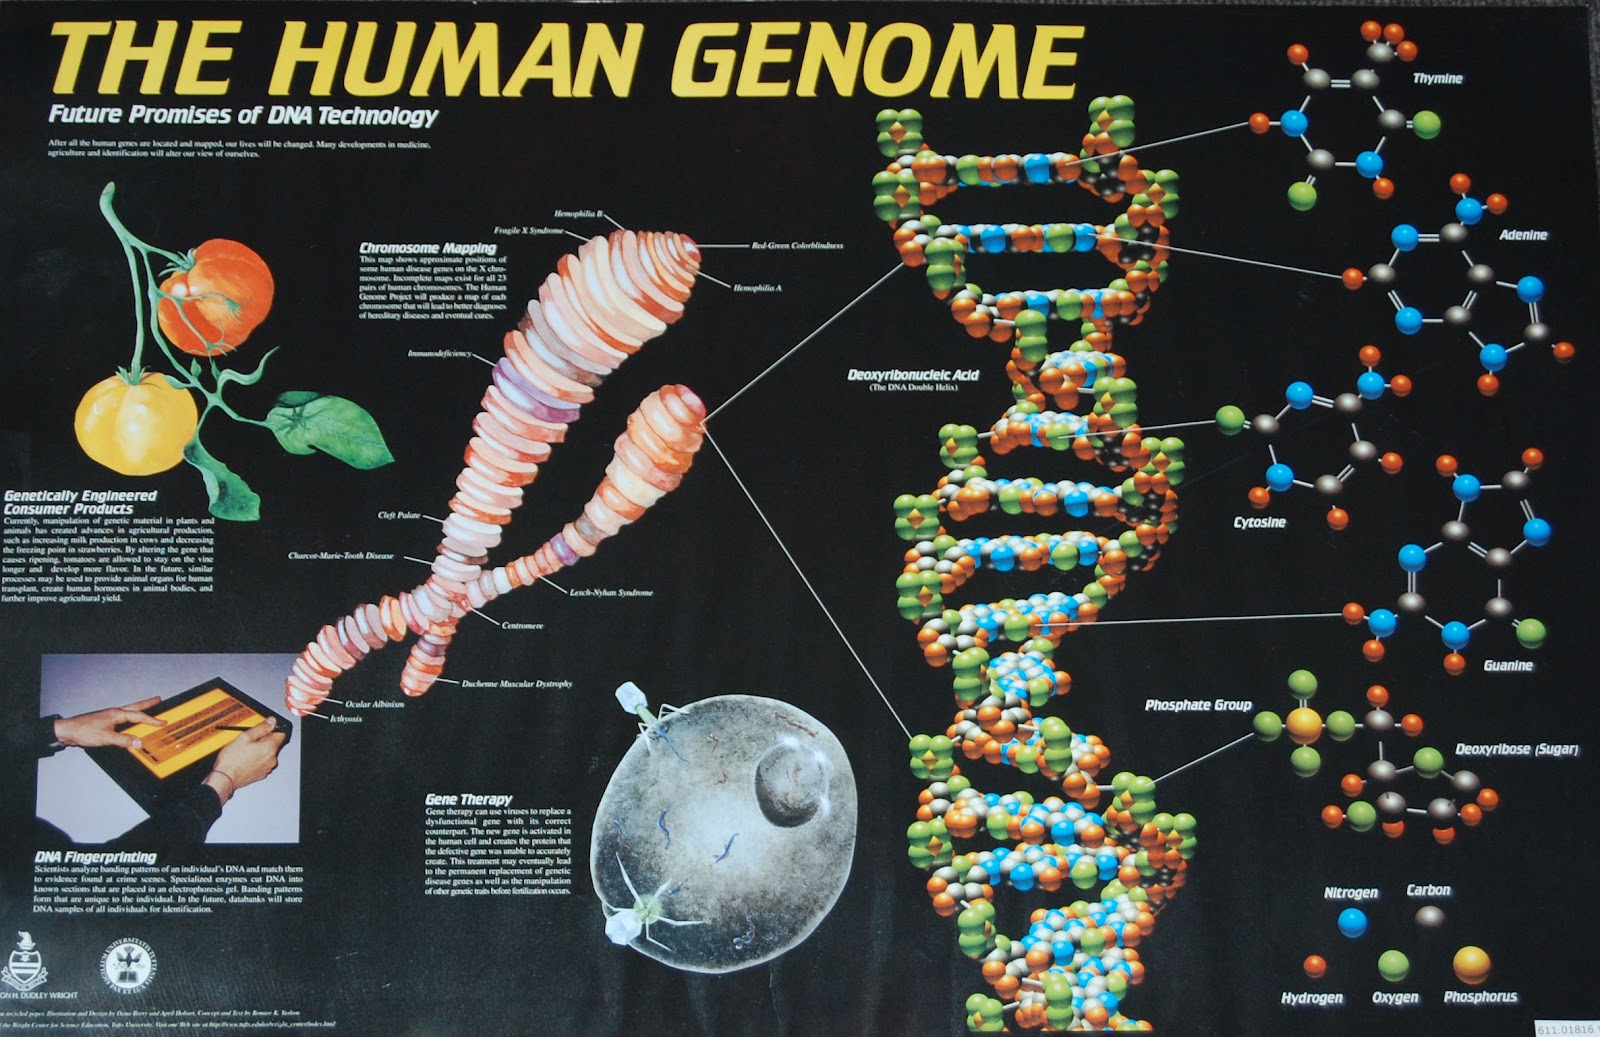 THE HUMAN GENOME
Future Promises of DNA Technology
After all the human genes are located and mapped, our lives will be changed. Many developments in medicine,
agriculture and identification will alter our view of ourselves.
Chromosome Mapping
This map shows approximate positions of
some human disease genes on the X chro-
mosome. Incomplete maps exist for all 23
pairs of human chromosomes. The Human
Genome Project will produce a map of each
chromosome that will lead to better diagnoses
of hereditary diseases and eventual cures.
Hemophilia B
Fragile X Syndrome
Red-Green Colorblindness
Hemophilia A
Immunodeficiency
Cleft Palate
Charcot-Marie-Tooth Disease
Lesch-Nyhan Syndrome
Centromere
Duchenne Muscular Dystrophy
Ocular Albinism
Icthyosis
Genetically Engineered
Consumer Products
Currently, manipulation of genetic material in plants and
animals has created advances in agricultural production,
such as increasing milk production in cows and decreasing
the freezing point in strawberries. By altering the gene that
causes ripening, tomatoes are allowed to stay on the vine
longer and develop more flavor. In the future, similar
processes may be used to provide animal organs for human
transplant, create human hormones in animal bodies, and
further improve agricultural yield.
DNA Fingerprinting
Scientists analyze banding patterns of an individual's DNA and match them
to evidence found at crime scenes. Specialized enzymes cut DNA into
known sections that are placed in an electrophoresis gel. Banding patterns
form that are unique to the individual. In the future, databanks will store
DNA samples of all individuals for identification.
Gene Therapy
Gene therapy can use viruses to replace a
dysfunctional gene with its correct
counterpart. The new gene is activated in
the human cell and creates the protein that
the defective gene was unable to accurately
create. This treatment may eventually lead
to the permanent replacement of genetic
disease genes as well as the manipulation
of other genetic traits before fertilization occurs.
Deoxyribonucleic Acid
(The DNA Double Helix)
Thymine
Adenine
Cytosine
Guanine
Phosphate Group
Deoxyribose (Sugar)
Nitrogen
Carbon
Hydrogen
Oxygen
Phosphorus
ON H. DUDLEY WRIGHT
on recycled paper. Illustration and Design by Dana Berry and April Hobart. Concept and Text by Ronnee K. Yashon
the Wright Center for Science Education, Tufts University. Visit our Web site at
611.01816